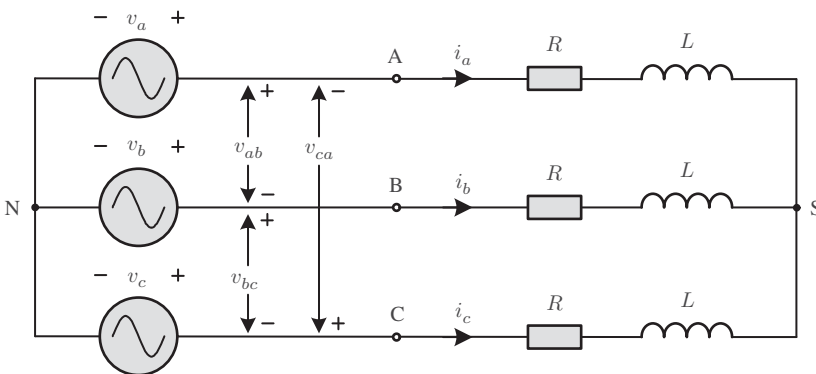 − v_a +
A i_a R L
+ −
v_ab v_ca
− v_b +
− B i_b R L
N S
+
v_bc
− v_c +
− + C i_c R L